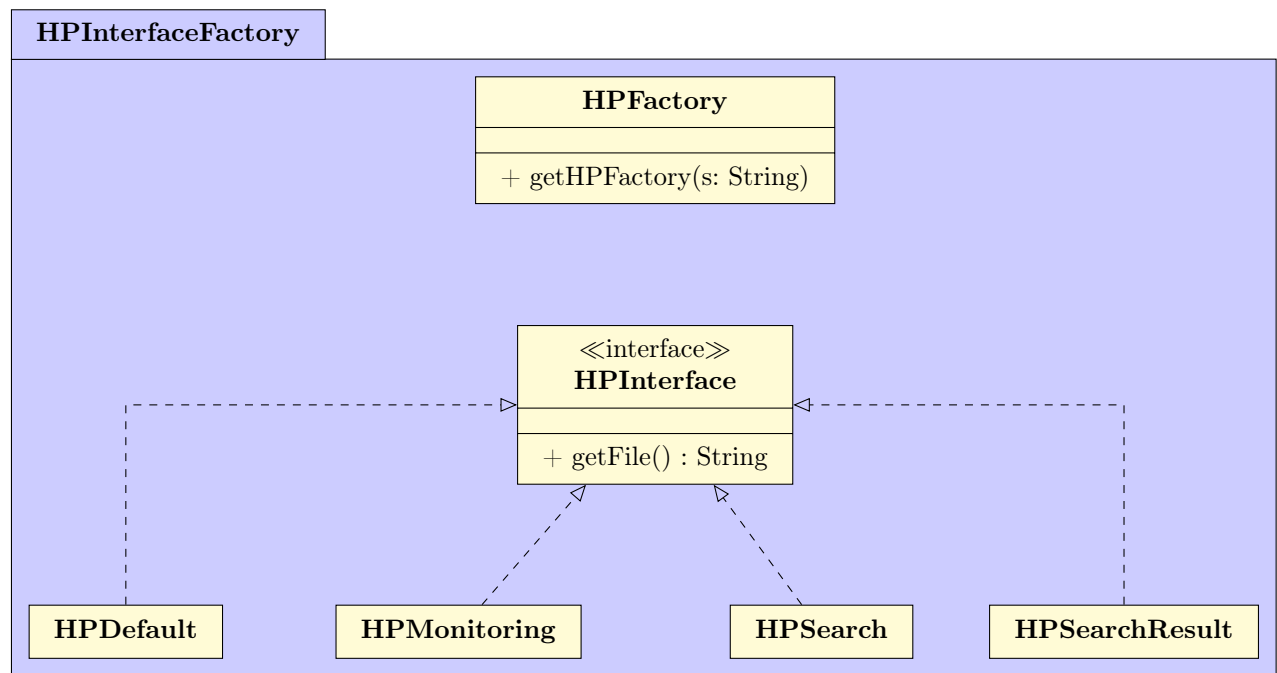 HPInterfaceFactory
HPFactory
+ getHPFactory(s: String)
≪interface≫
HPInterface
+ getFile() : String
HPDefault
HPMonitoring
HPSearch
HPSearchResult